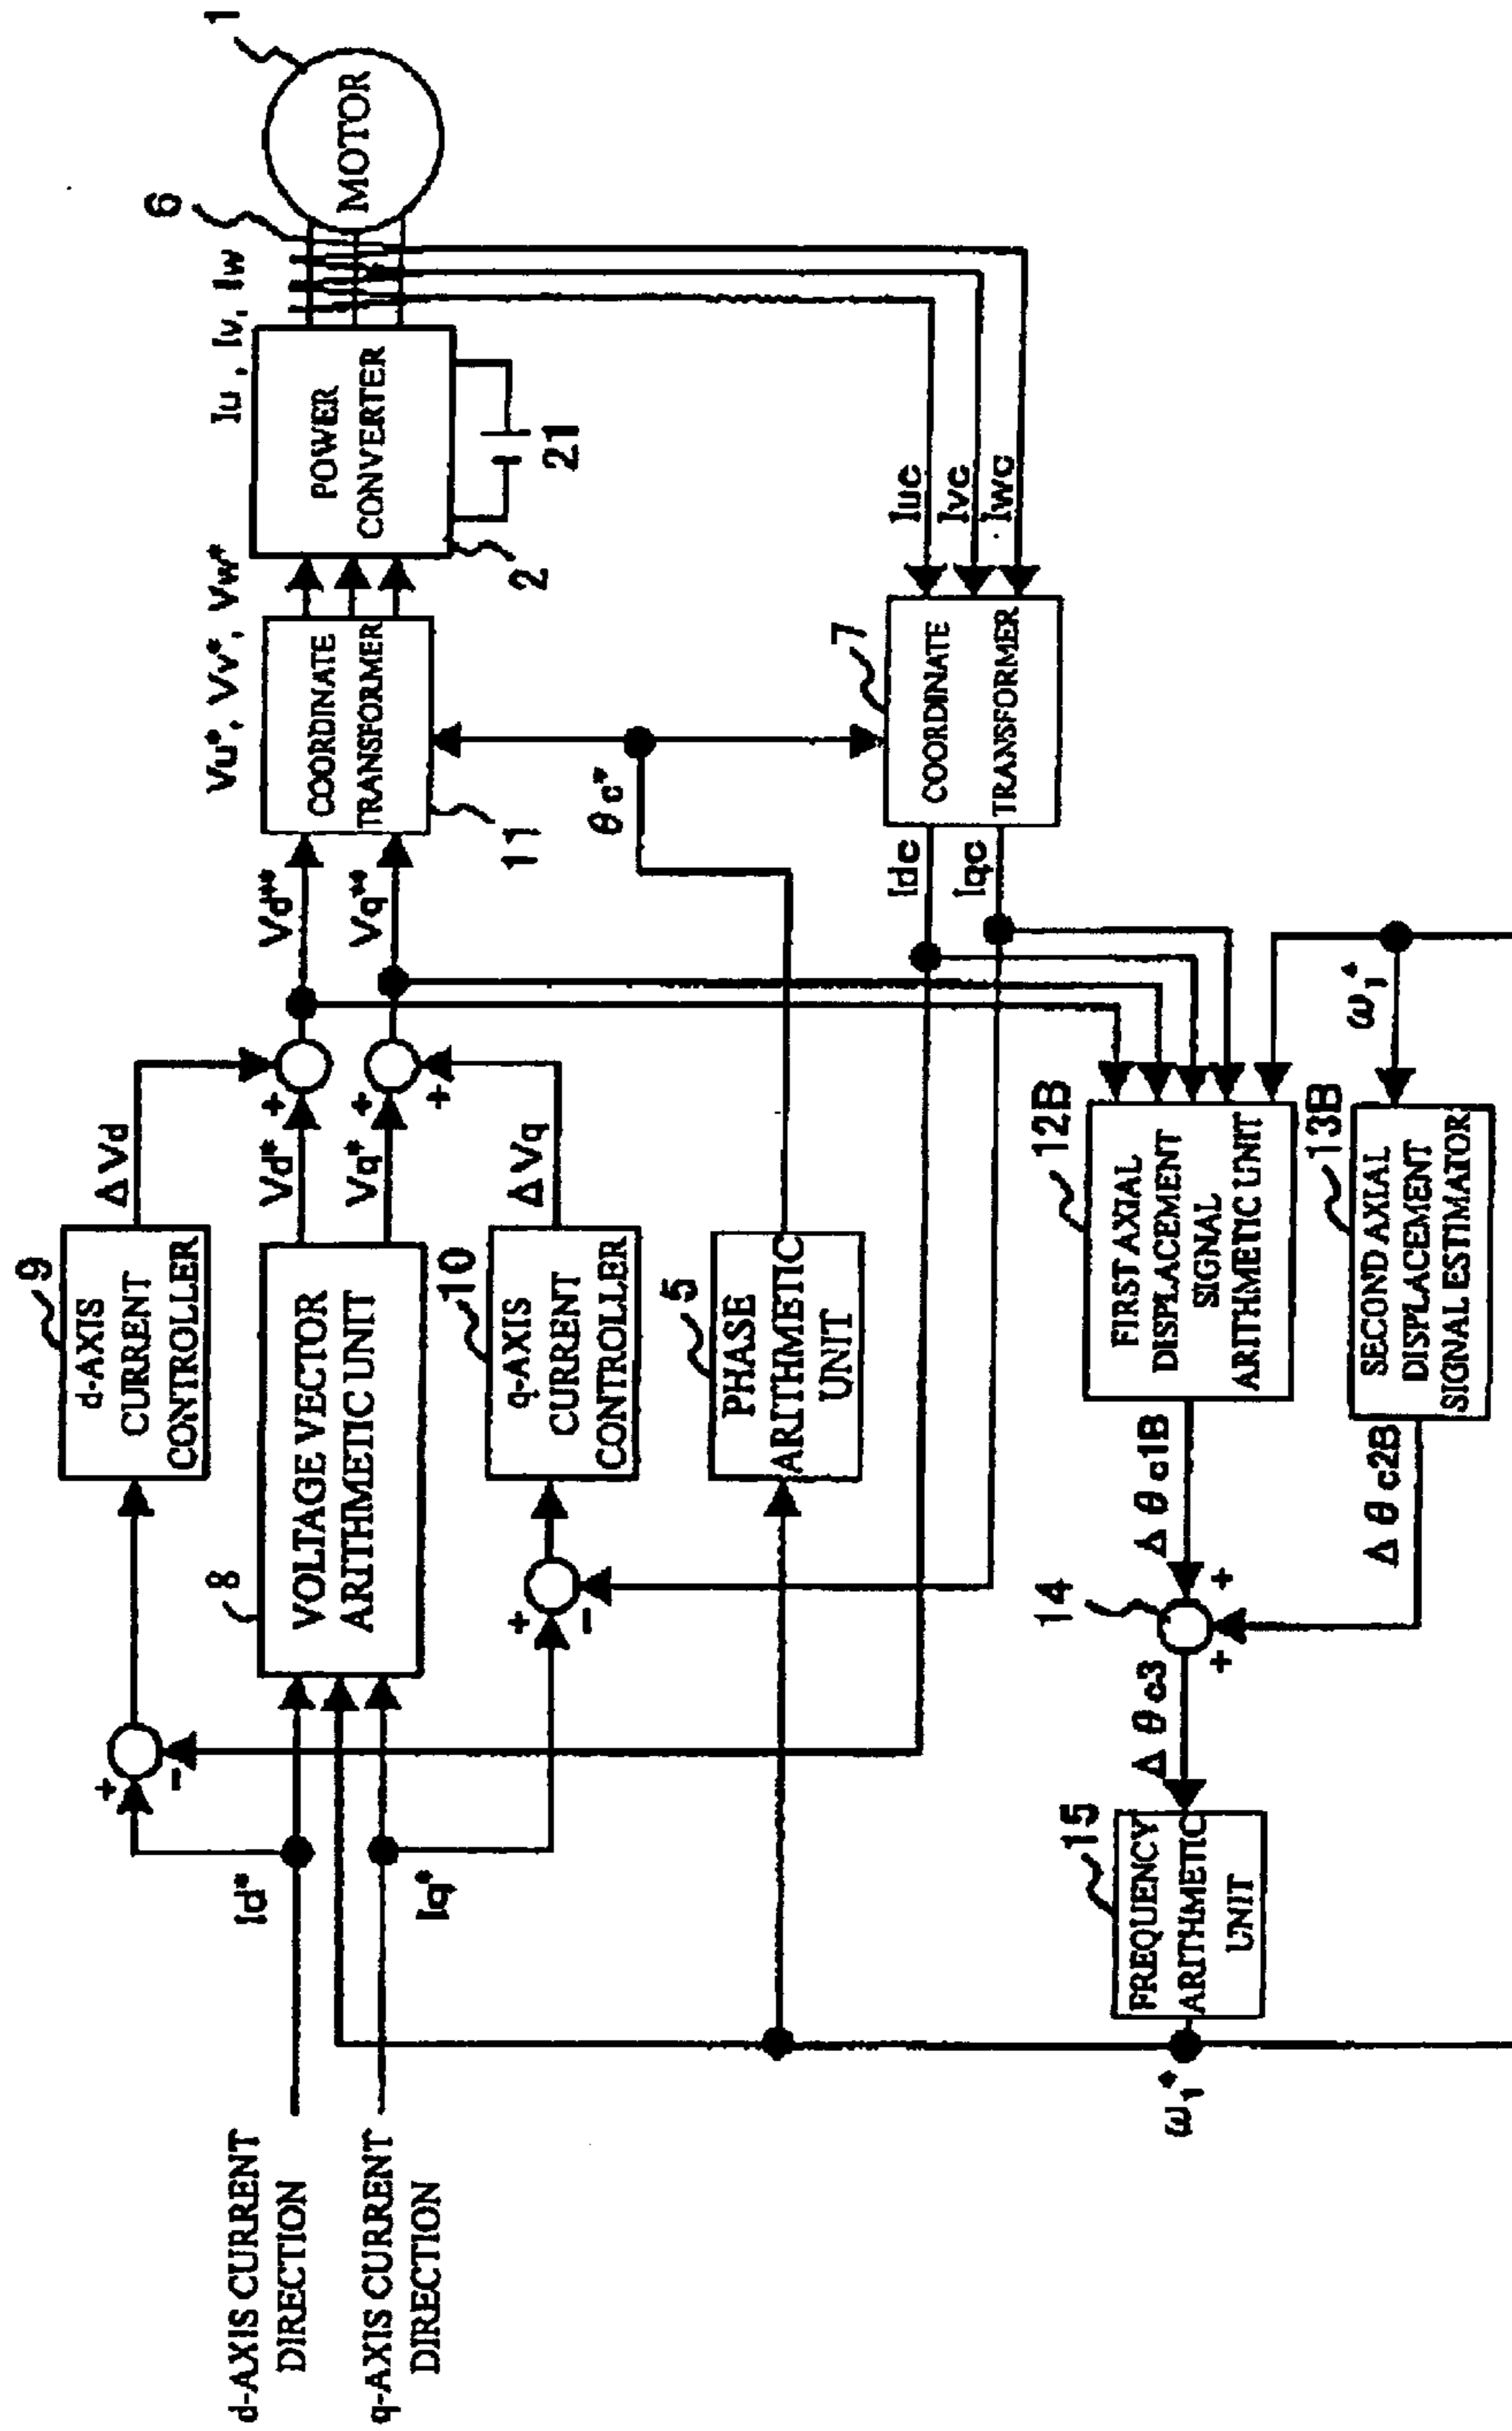 d-AXIS CURRENT
DIRECTION
q-AXIS CURRENT
DIRECTION
Id*
Iq*
+
-
9
d-AXIS
CURRENT
CONTROLLER
ΔVd
8
VOLTAGE VECTOR
ARITHMETIC UNIT
Vd*
Vq*
+
+
+
Vd**
Vq**
+
-
10
q-AXIS
CURRENT
CONTROLLER
ΔVq
5
PHASE
ARITHMETIC
UNIT
θc*
11
COORDINATE
TRANSFORMER
Vu*, Vv*, Vw*
2
POWER
CONVERTER
21
Iu, Iv, Iw
6
MOTOR
1
7
COORDINATE
TRANSFORMER
Iuc
Ivc
Iwc
Idc
Iqc
12B
FIRST AXIAL
DISPLACEMENT
SIGNAL
ARITHMETIC UNIT
13B
SECOND AXIAL
DISPLACEMENT
SIGNAL ESTIMATOR
ω1*
Δθc1B
Δθc2B
14
+
+
Δθc3
15
FREQUENCY
ARITHMETIC
UNIT
ω1*